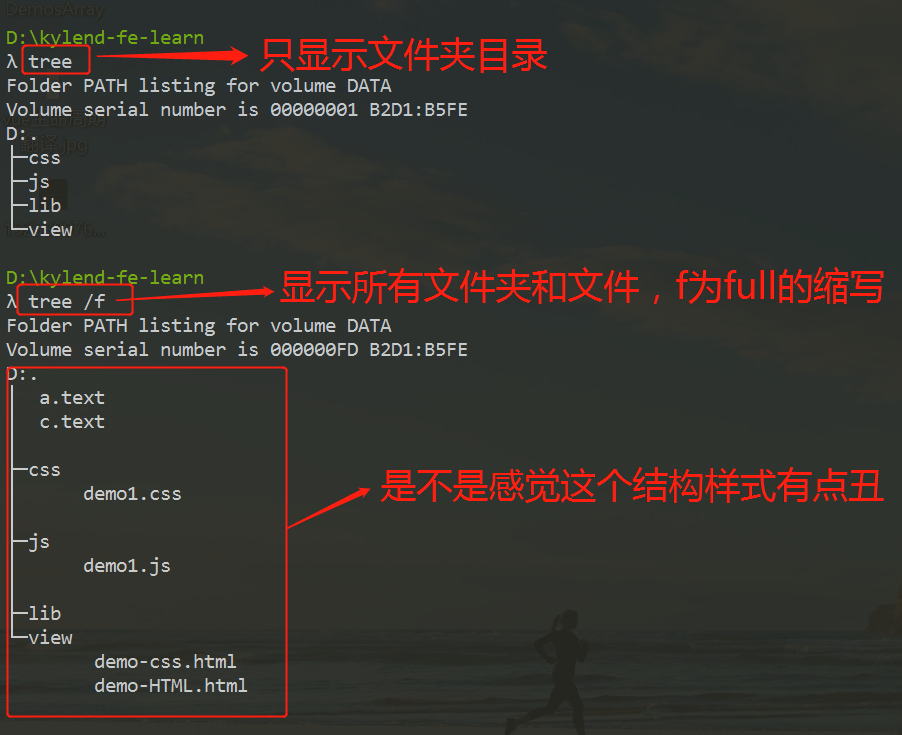 DemosArray
D:\kylend-fe-learn
λ tree 只显示文件夹目录
Folder PATH listing for volume DATA
Volume serial number is 00000001 B2D1:B5FE
D:.
├─css
├─js
├─lib
└─view
D:\kylend-fe-learn
λ tree /f 显示所有文件夹和文件，f为full的缩写
Folder PATH listing for volume DATA
Volume serial number is 000000FD B2D1:B5FE
D:.
│  a.text
│  c.text
│
├─css
│      demo1.css
│
├─js
│      demo1.js
│
├─lib
└─view
        demo-css.html
        demo-HTML.html
是不是感觉这个结构样式有点丑